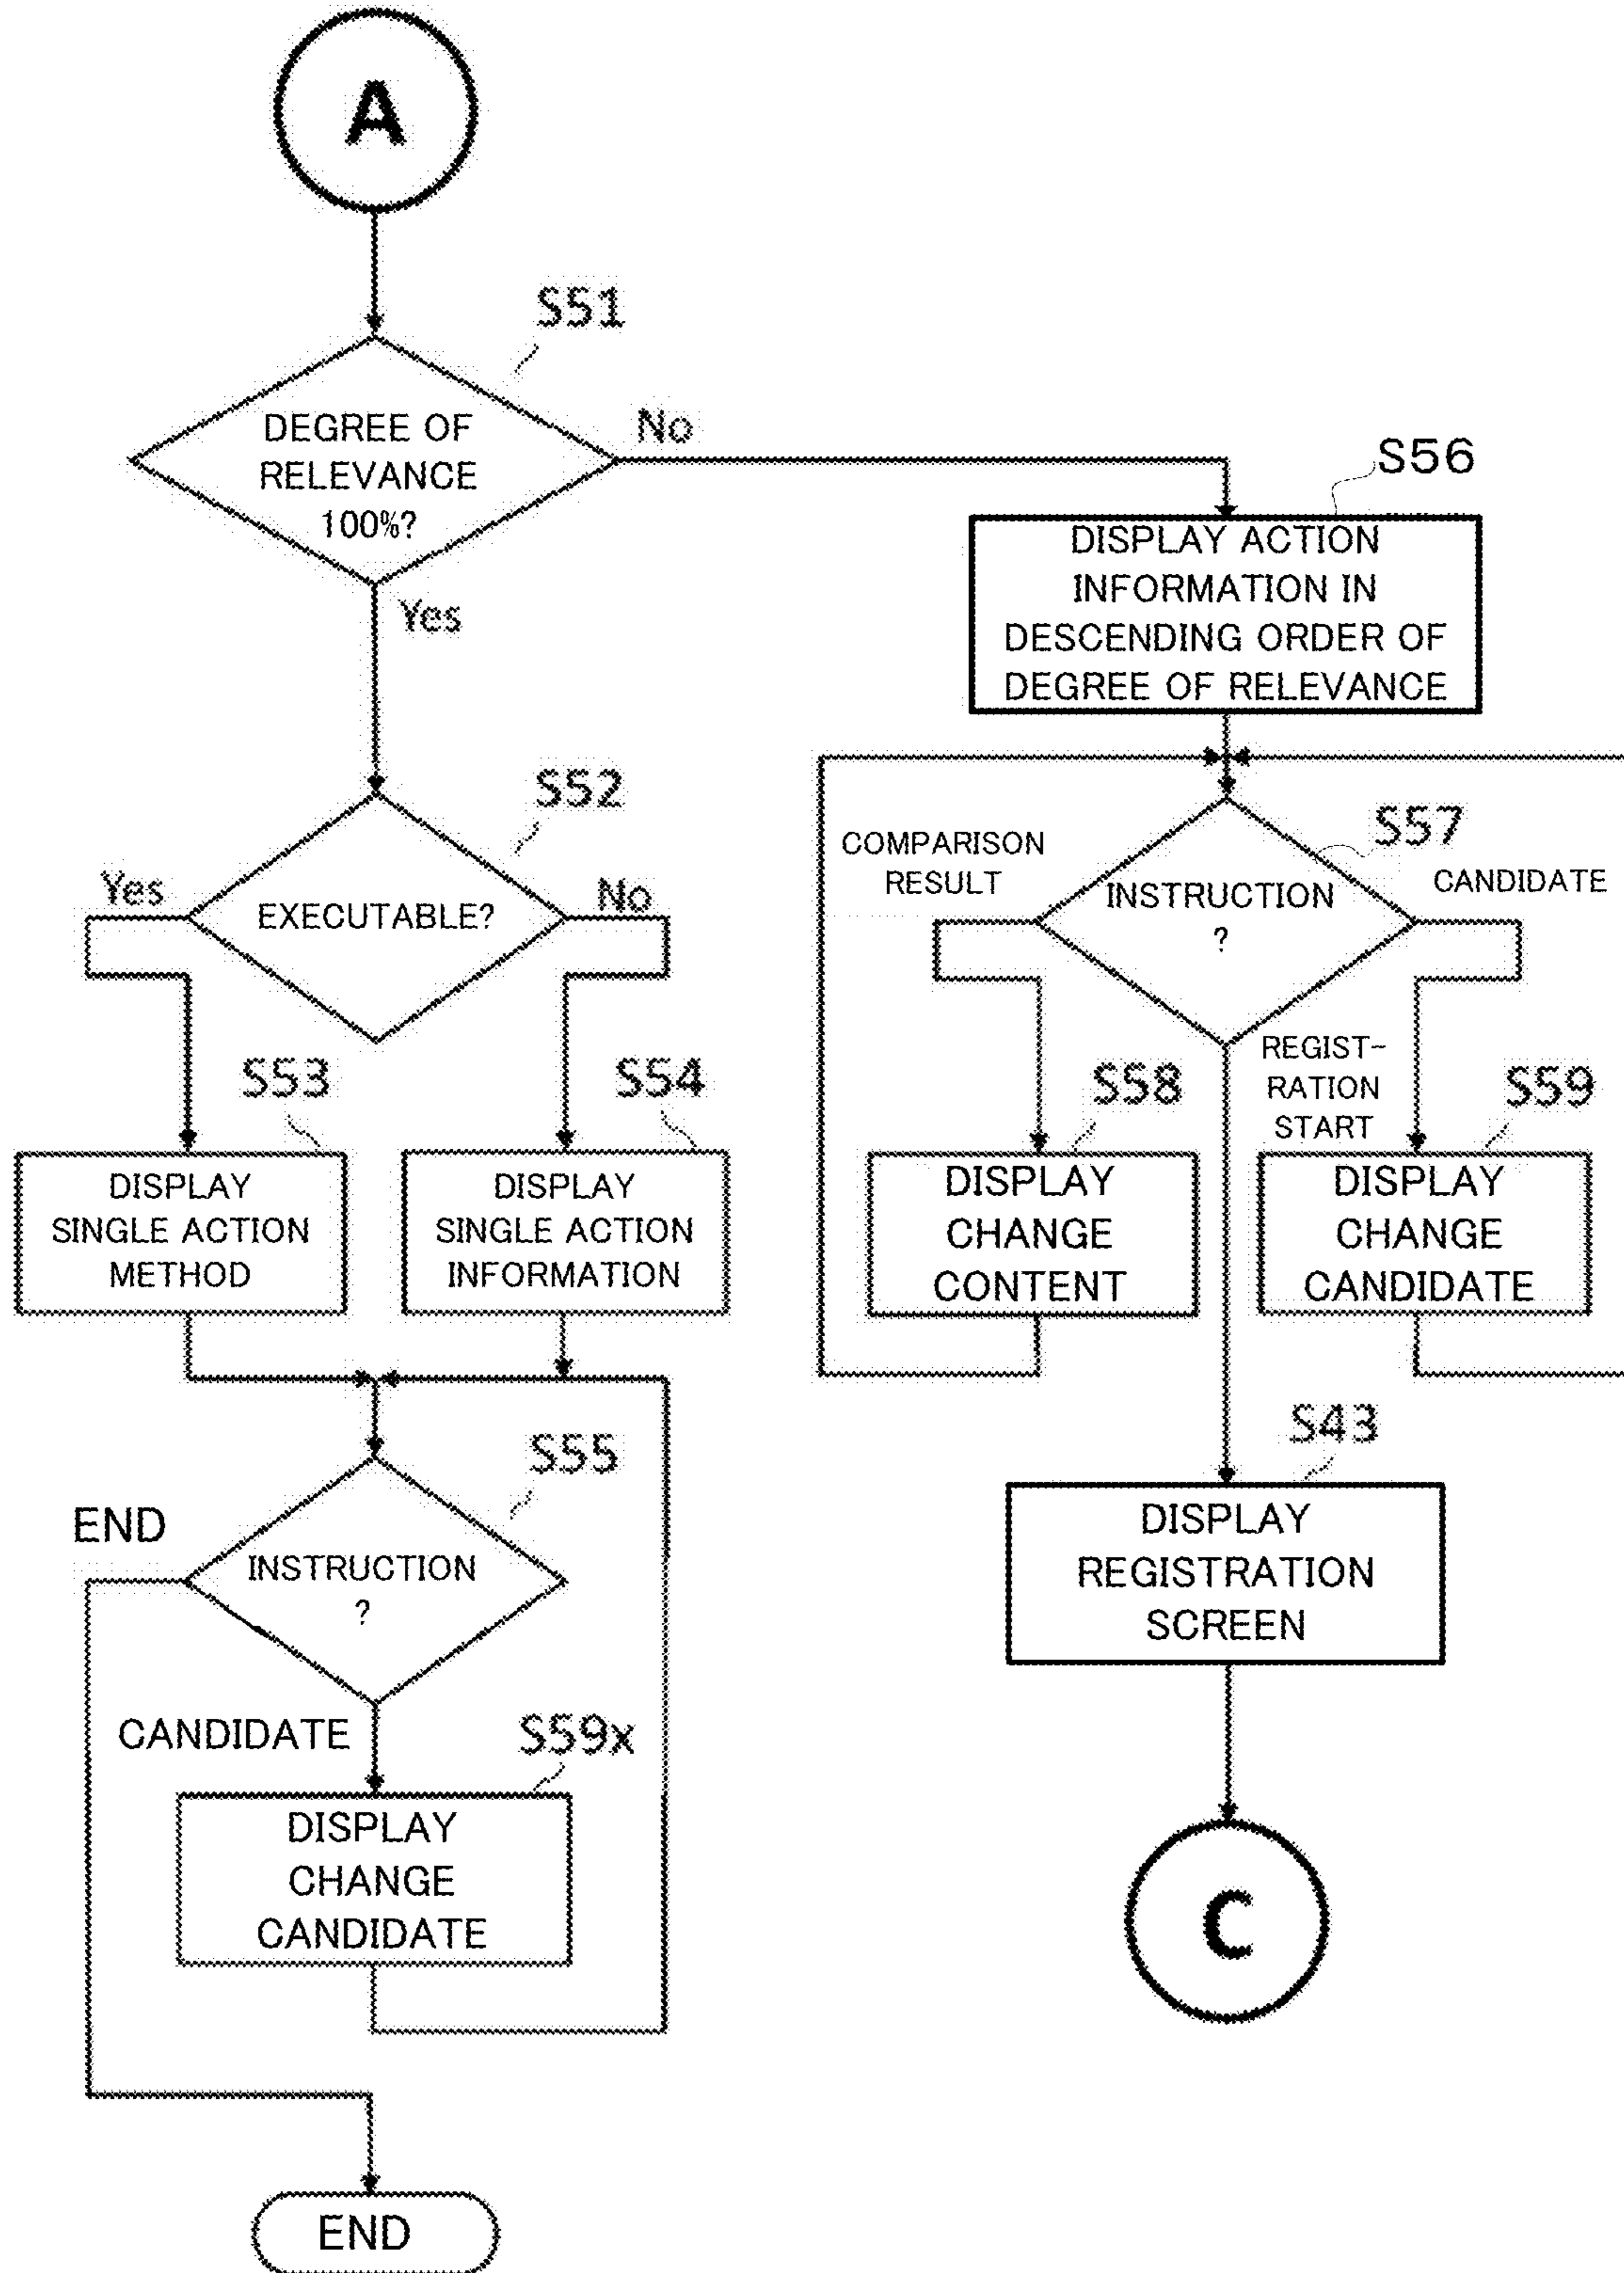 A
S51
DEGREE OF
RELEVANCE
100%?
No
Yes
S56
DISPLAY ACTION
INFORMATION IN
DESCENDING ORDER OF
DEGREE OF RELEVANCE
S52
Yes
EXECUTABLE?
No
S53
DISPLAY
SINGLE ACTION
METHOD
S54
DISPLAY
SINGLE ACTION
INFORMATION
S55
END
INSTRUCTION
?
CANDIDATE
S59x
DISPLAY
CHANGE
CANDIDATE
END
S57
COMPARISON
RESULT
INSTRUCTION
?
CANDIDATE
REGIST-
RATION
START
S58
DISPLAY
CHANGE
CONTENT
S59
DISPLAY
CHANGE
CANDIDATE
S43
DISPLAY
REGISTRATION
SCREEN
C